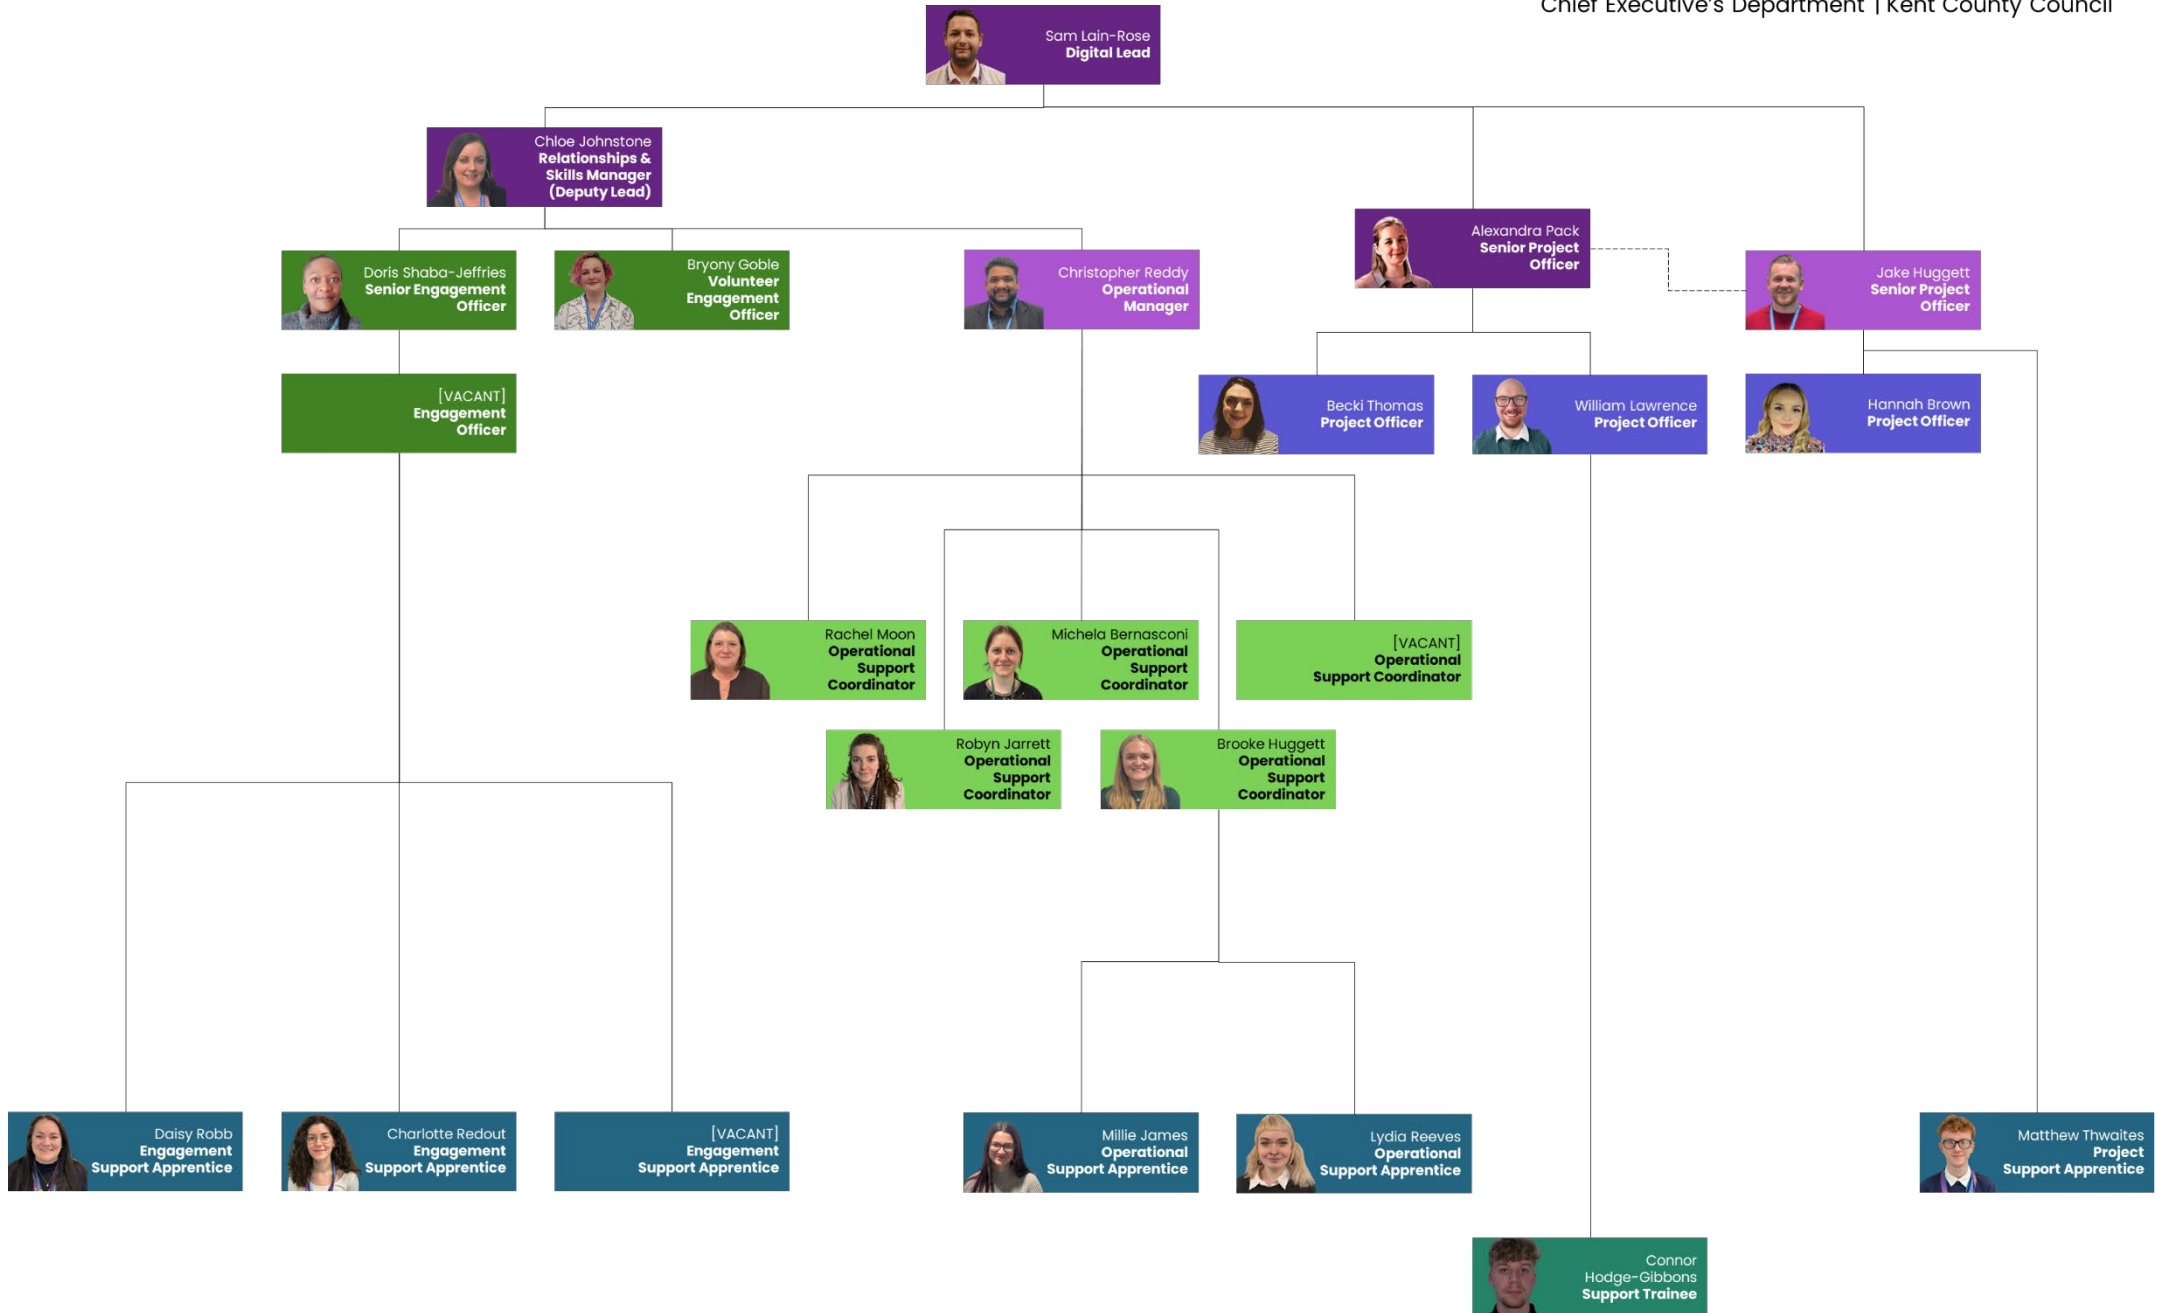 Chief Executive's Department | Kent County Council
Sam Lain-Rose
Digital Lead
Chloe Johnstone
Relationships &
Skills Manager
(Deputy Lead)
Alexandra Pack
Senior Project
Officer
Doris Shaba-Jeffries
Senior Engagement
Officer
Bryony Goble
Volunteer
Engagement
Officer
Christopher Reddy
Operational
Manager
Jake Huggett
Senior Project
Officer
[VACANT]
Engagement
Officer
Becki Thomas
Project Officer
William Lawrence
Project Officer
Hannah Brown
Project Officer
Rachel Moon
Operational
Support
Coordinator
Michela Bernasconi
Operational
Support
Coordinator
[VACANT]
Operational
Support Coordinator
Robyn Jarrett
Operational
Support
Coordinator
Brooke Huggett
Operational
Support
Coordinator
Daisy Robb
Engagement
Support Apprentice
Charlotte Redout
Engagement
Support Apprentice
[VACANT]
Engagement
Support Apprentice
Millie James
Operational
Support Apprentice
Lydia Reeves
Operational
Support Apprentice
Matthew Thwaites
Project
Support Apprentice
Connor
Hodge-Gibbons
Support Trainee